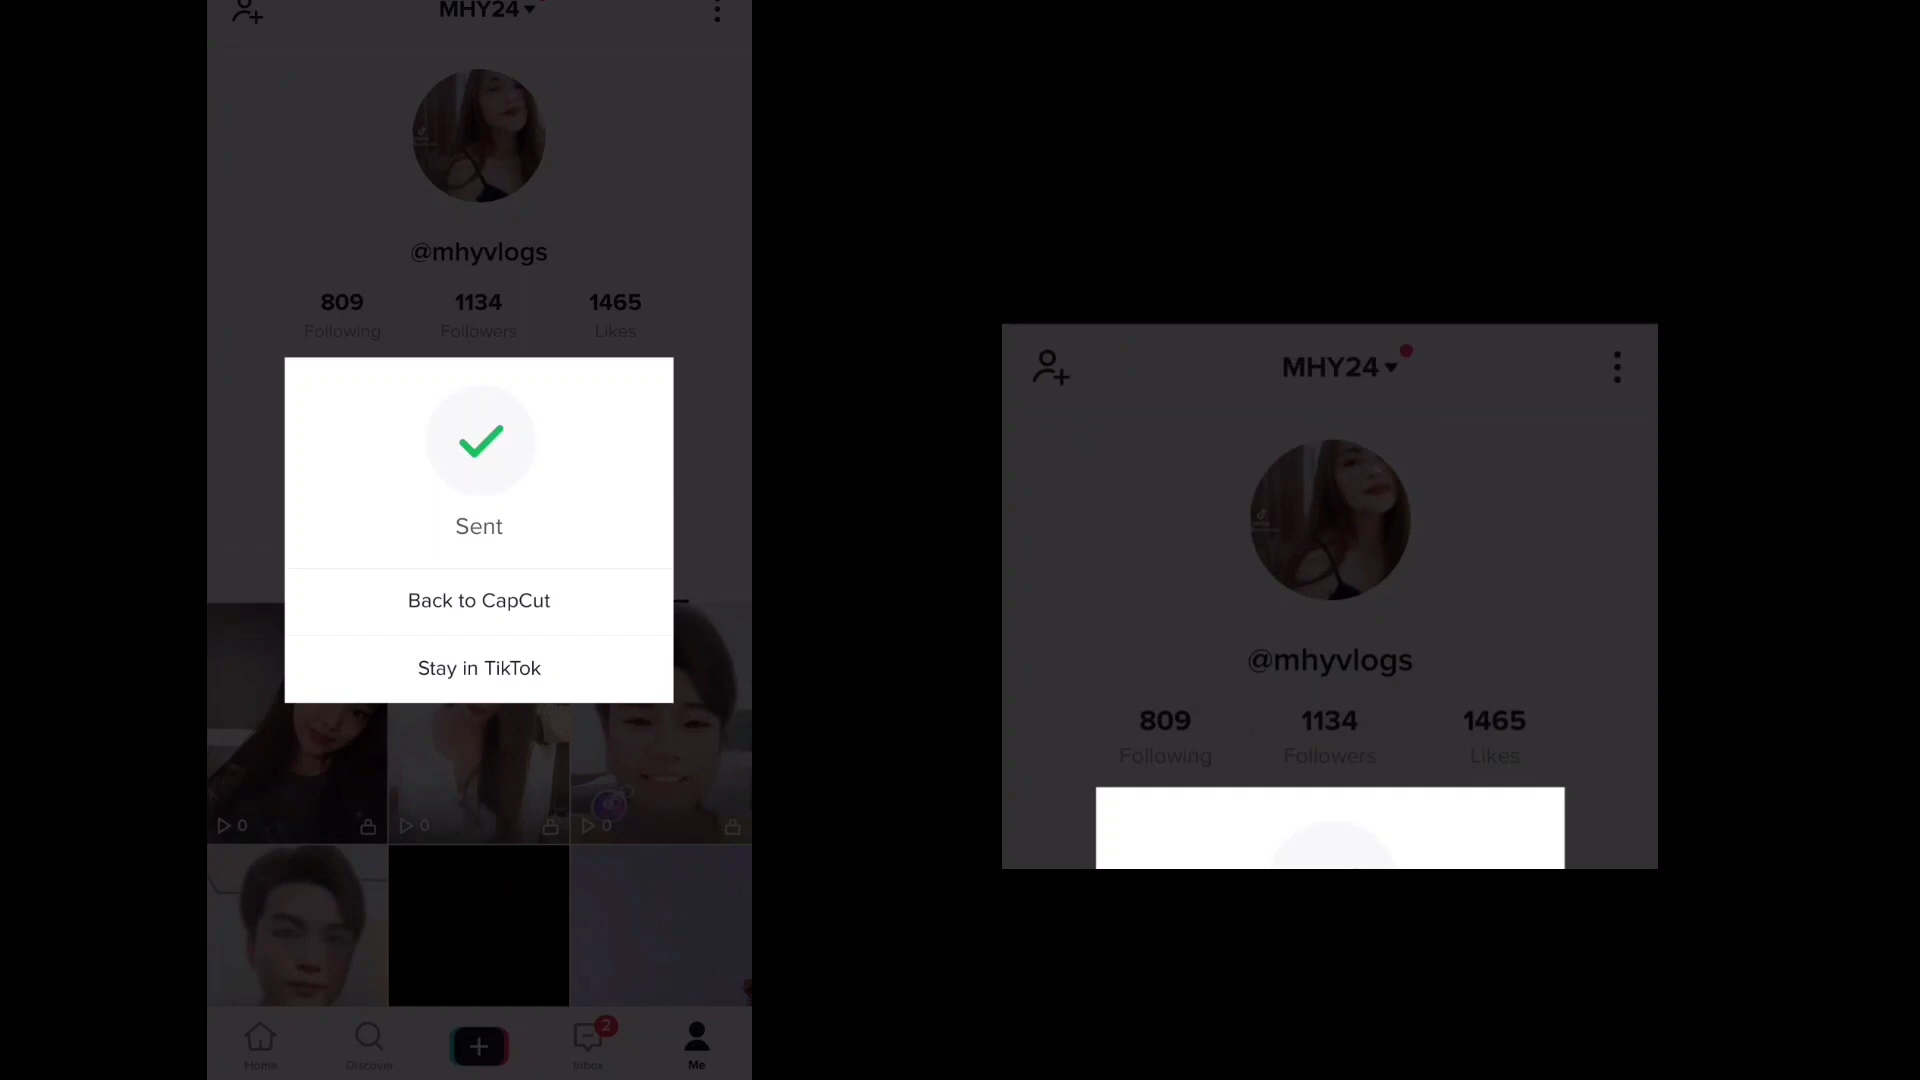 MHY24
@mhyvlogs
809 1134 1465
Following Followers Likes
Sent
Back to CapCut
Stay in TikTok
0 0 0
Home Discover 2 Inbox Me
MHY24
@mhyvlogs
809 1134 1465
Following Followers Likes